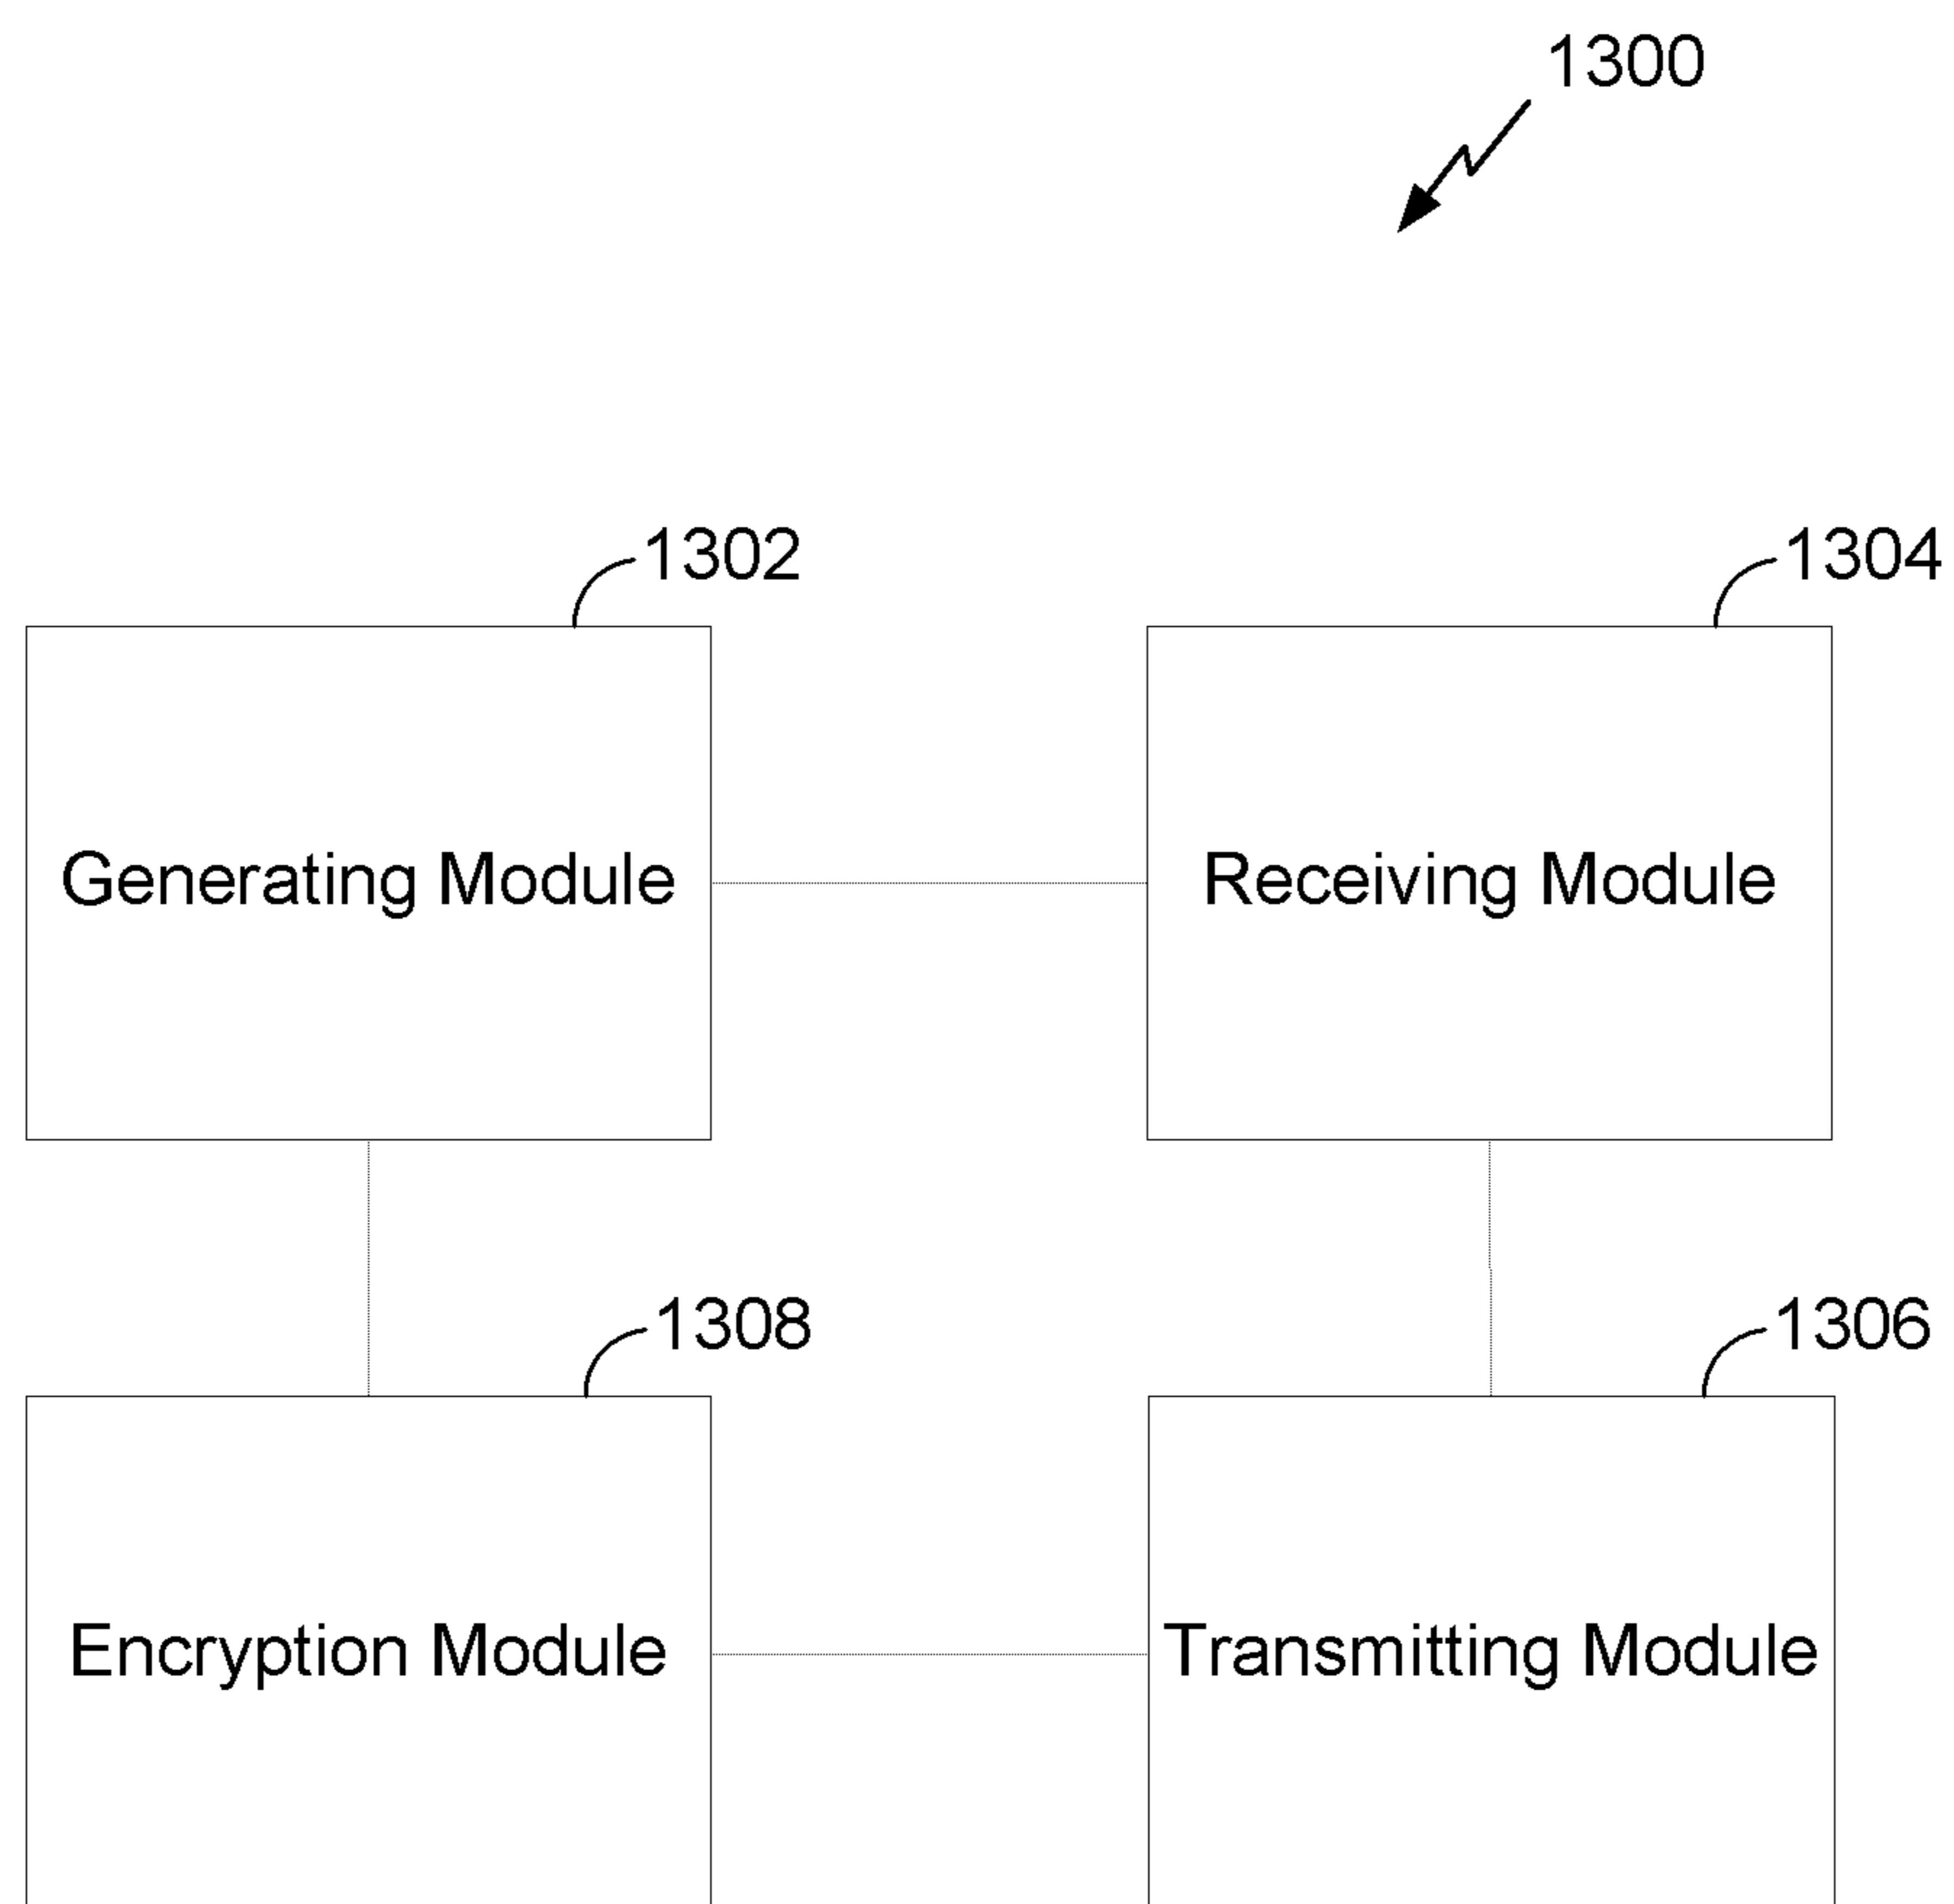 1300
1302
1304
Generating Module
Receiving Module
1308
1306
Encryption Module
Transmitting Module